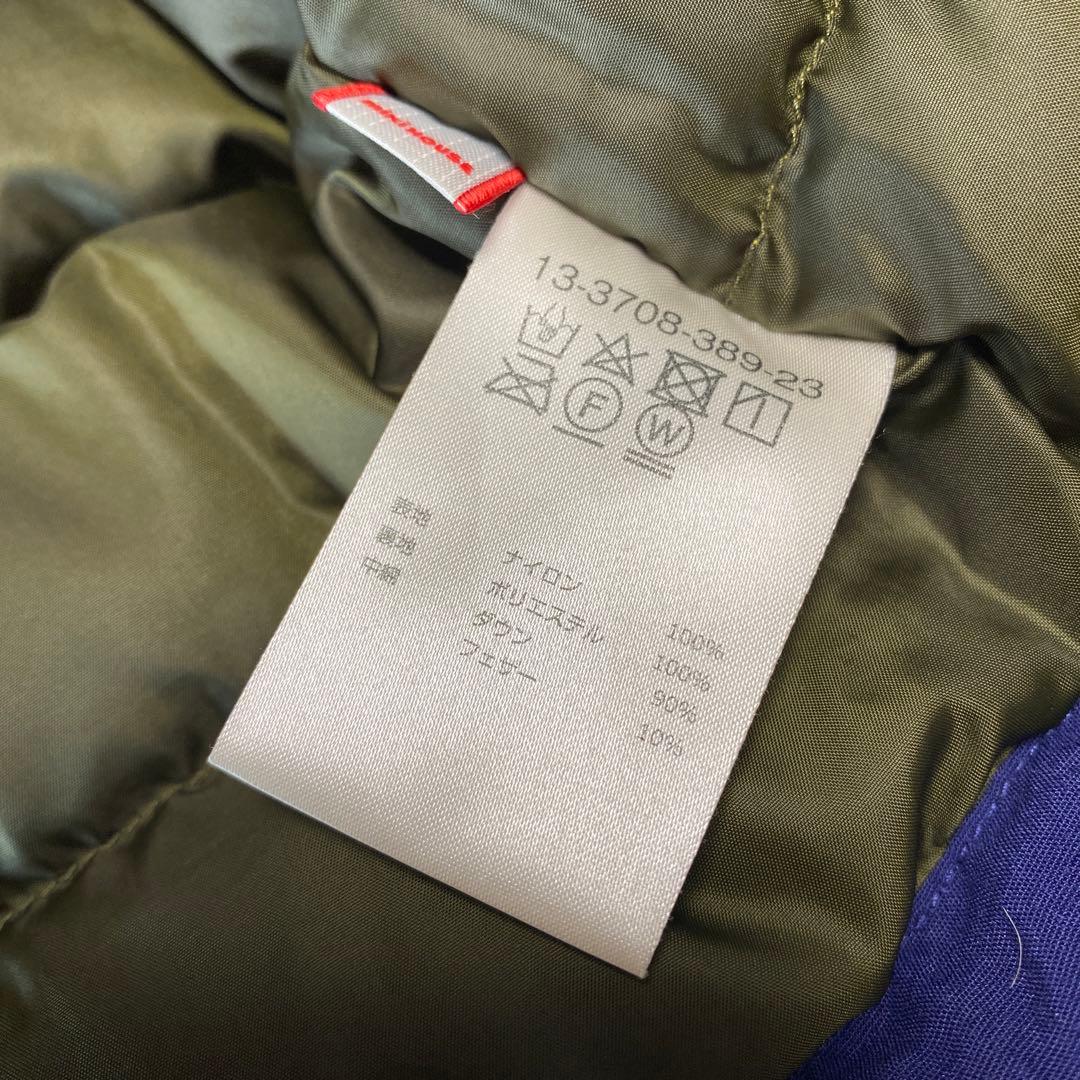 MIKIHOUSE
13-3708-389-23
F
W
表地 ナイロン 100%
裏地 ポリエステル 100%
中綿 ダウン 90%
フェザー 10%